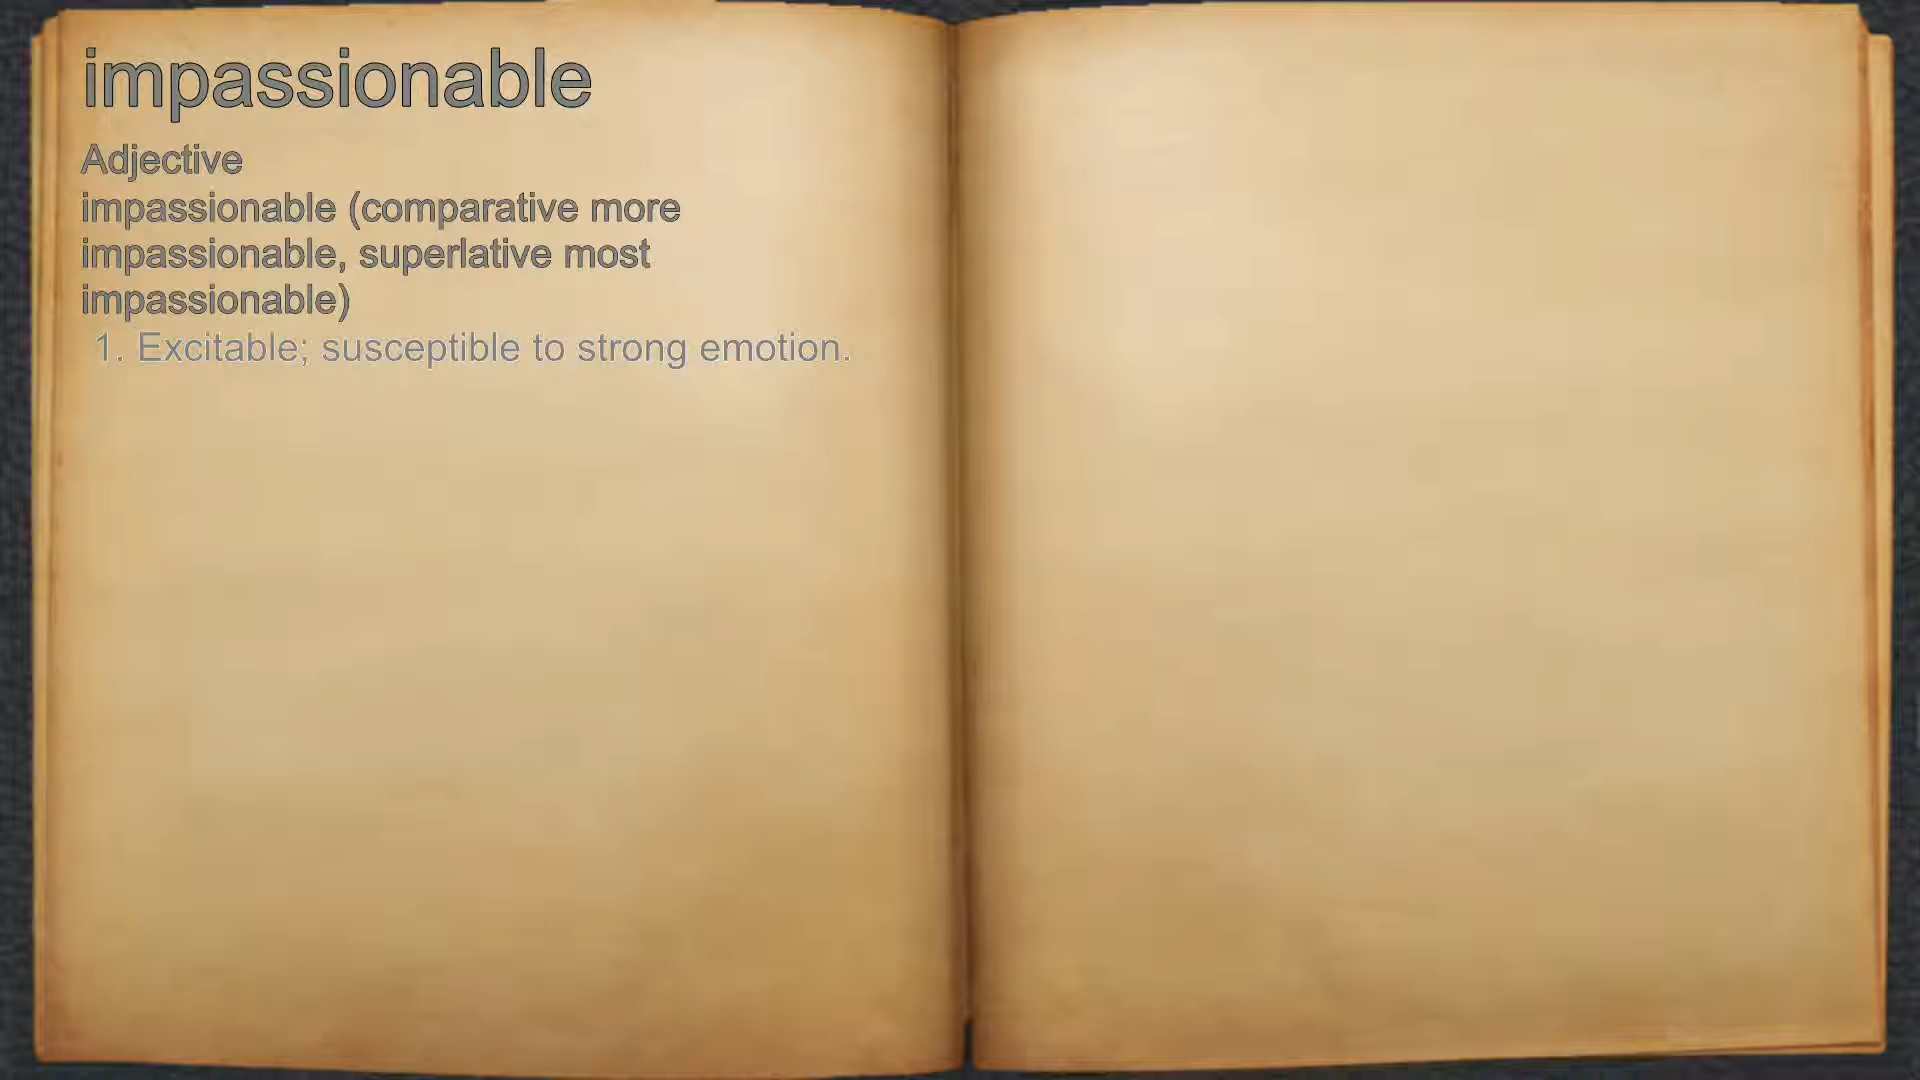 impassionable
Adjective
impassionable (comparative more
impassionable, superlative most
impassionable)
1. Excitable; susceptible to strong emotion.